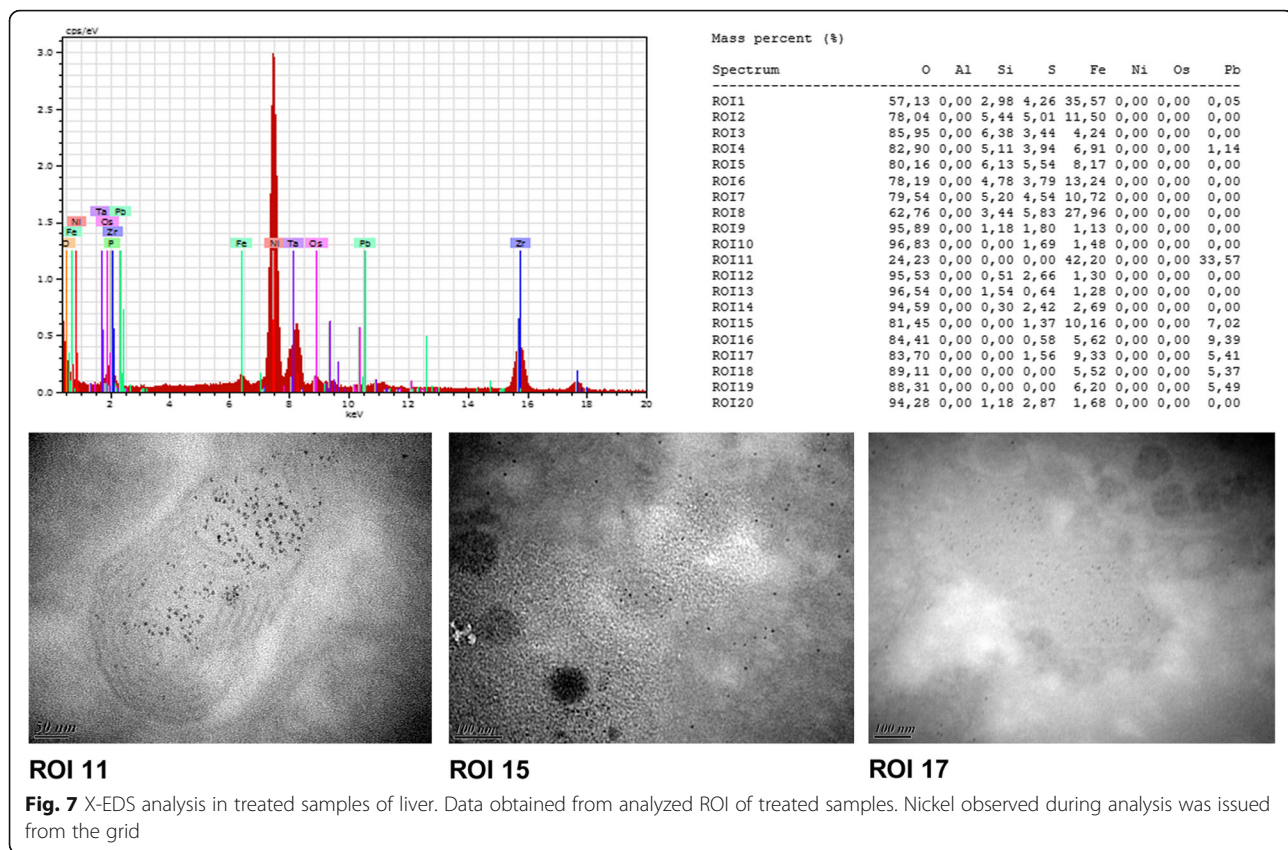 cps/eV
3.0
2.5
2.0
Ta Pb
1.5
Ni Os
Fe Zr
O P Fe Ni Ta Os Pb Zr
1.0
0.5
0.0
2 4 6 8 10 12 14 16 18 20
keV
Mass percent (%)
Spectrum O Al Si S Fe Ni Os Pb
ROI1 57,13 0,00 2,98 4,26 35,57 0,00 0,00 0,05
ROI2 78,04 0,00 5,44 5,01 11,50 0,00 0,00 0,00
ROI3 85,95 0,00 6,38 3,44 4,24 0,00 0,00 0,00
ROI4 82,90 0,00 5,11 3,94 6,91 0,00 0,00 1,14
ROI5 80,16 0,00 6,13 5,54 8,17 0,00 0,00 0,00
ROI6 78,19 0,00 4,78 3,79 13,24 0,00 0,00 0,00
ROI7 79,54 0,00 5,20 4,54 10,72 0,00 0,00 0,00
ROI8 62,76 0,00 3,44 5,83 27,96 0,00 0,00 0,00
ROI9 95,89 0,00 1,18 1,80 1,13 0,00 0,00 0,00
ROI10 96,83 0,00 0,00 1,69 1,48 0,00 0,00 0,00
ROI11 24,23 0,00 0,00 0,00 42,20 0,00 0,00 33,57
ROI12 95,53 0,00 0,51 2,66 1,30 0,00 0,00 0,00
ROI13 96,54 0,00 1,54 0,64 1,28 0,00 0,00 0,00
ROI14 94,59 0,00 0,30 2,42 2,69 0,00 0,00 0,00
ROI15 81,45 0,00 0,00 1,37 10,16 0,00 0,00 7,02
ROI16 84,41 0,00 0,00 0,58 5,62 0,00 0,00 9,39
ROI17 83,70 0,00 0,00 1,56 9,33 0,00 0,00 5,41
ROI18 89,11 0,00 0,00 0,00 5,52 0,00 0,00 5,37
ROI19 88,31 0,00 0,00 0,00 6,20 0,00 0,00 5,49
ROI20 94,28 0,00 1,18 2,87 1,68 0,00 0,00 0,00
50 nm
100 nm
100 nm
ROI 11
ROI 15
ROI 17
Fig. 7 X-EDS analysis in treated samples of liver. Data obtained from analyzed ROI of treated samples. Nickel observed during analysis was issued
from the grid